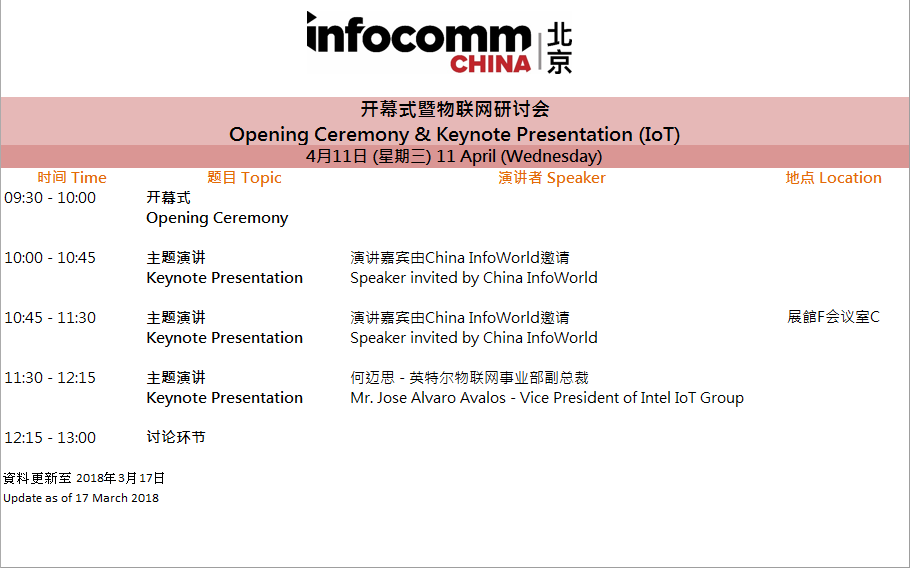 infocomm
CHINA
北京
开幕式暨物联网研讨会
Opening Ceremony & Keynote Presentation (IoT)
4月11日 (星期三) 11 April (Wednesday)
时间 Time 题目 Topic 演讲者 Speaker 地点 Location
09:30 - 10:00 开幕式
Opening Ceremony
10:00 - 10:45 主题演讲 演讲嘉宾由China InfoWorld邀请
Keynote Presentation Speaker invited by China InfoWorld
10:45 - 11:30 主题演讲 演讲嘉宾由China InfoWorld邀请 展館F会议室C
Keynote Presentation Speaker invited by China InfoWorld
11:30 - 12:15 主题演讲 何迈思 - 英特尔物联网事业部副总裁
Keynote Presentation Mr. Jose Alvaro Avalos - Vice President of Intel IoT Group
12:15 - 13:00 讨论环节
資料更新至 2018年3月17日
Update as of 17 March 2018